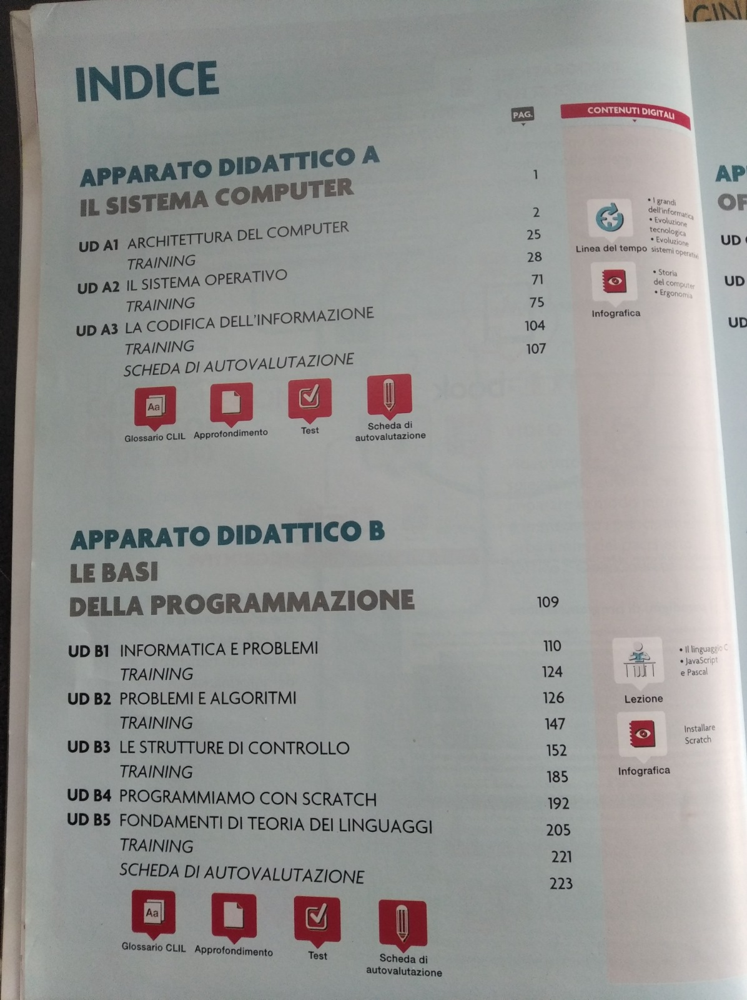 INDICE
PAG.
CONTENUTI DIGITALI
APPARATO DIDATTICO A
IL SISTEMA COMPUTER 1
UD A1 ARCHITETTURA DEL COMPUTER 2
TRAINING 25
UD A2 IL SISTEMA OPERATIVO 28
TRAINING 71
UD A3 LA CODIFICA DELL'INFORMAZIONE 75
TRAINING 104
SCHEDA DI AUTOVALUTAZIONE 107
Aa
Glossario CLIL
Approfondimento
Test
Scheda di
autovalutazione
Linea del tempo
• I grandi
dell'informatica
• Evoluzione
tecnologica
• Evoluzione
sistemi operativi
Infografica
• Storia
del computer
• Ergonomia
APPARATO DIDATTICO B
LE BASI
DELLA PROGRAMMAZIONE 109
UD B1 INFORMATICA E PROBLEMI 110
TRAINING 124
UD B2 PROBLEMI E ALGORITMI 126
TRAINING 147
UD B3 LE STRUTTURE DI CONTROLLO 152
TRAINING 185
UD B4 PROGRAMMIAMO CON SCRATCH 192
UD B5 FONDAMENTI DI TEORIA DEI LINGUAGGI 205
TRAINING 221
SCHEDA DI AUTOVALUTAZIONE 223
Aa
Glossario CLIL
Approfondimento
Test
Scheda di
autovalutazione
Lezione
• Il linguaggio C
• JavaScript
e Pascal
Infografica
Installare
Scratch
AP
OF
UD
UD
UD